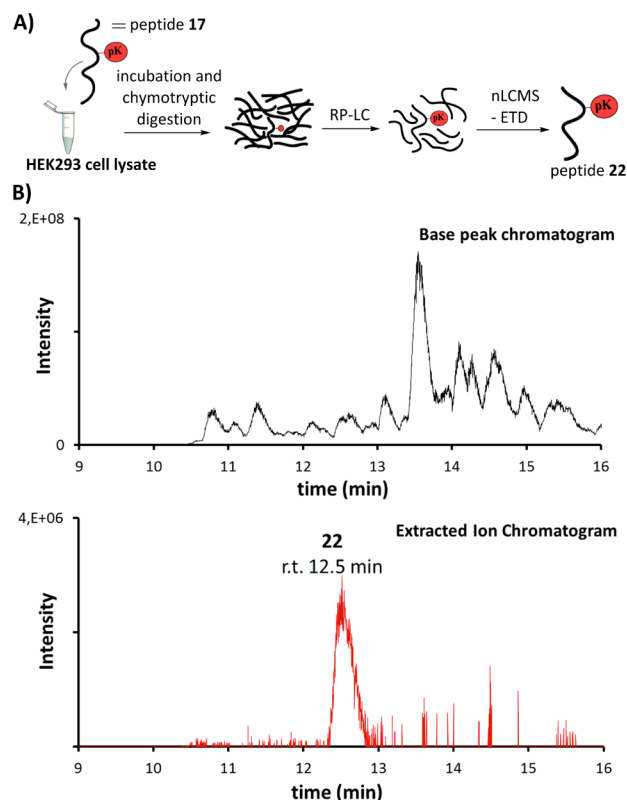 A)
= peptide 17
pK
incubation and
chymotryptic
digestion
HEK293 cell lysate
RP-LC
pK
nLCMS
- ETD
pK
peptide 22
B)
2,E+08
Base peak chromatogram
Intensity
0
9 10 11 12 13 14 15 16
time (min)
4,E+06
Extracted Ion Chromatogram
22
r.t. 12.5 min
Intensity
9 10 11 12 13 14 15 16
time (min)